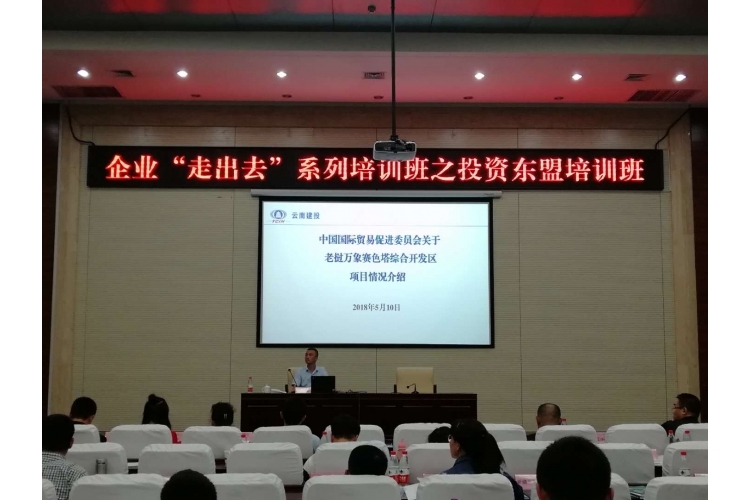 企业“走出去”系列培训班之投资东盟培训班
云南建投
中国国际贸易促进委员会关于
老挝万象赛色塔综合开发区
项目情况介绍
2018年5月10日